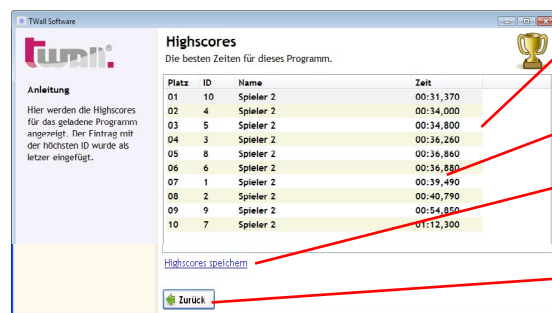 TWall Software
twall®
Anleitung
Hier werden die Highscores
für das geladene Programm
angezeigt. Der Eintrag mit
der höchsten ID wurde als
letzer eingefügt.
Highscores
Die besten Zeiten für dieses Programm.
Platz ID Name Zeit
01 10 Spieler 2 00:31,370
02 4 Spieler 2 00:34,000
03 5 Spieler 2 00:34,800
04 3 Spieler 2 00:36,260
05 8 Spieler 2 00:36,860
06 6 Spieler 2 00:36,880
07 1 Spieler 2 00:39,490
08 2 Spieler 2 00:40,790
09 9 Spieler 2 00:54,850
10 7 Spieler 2 01:12,300
Highscores speichern
Zurück